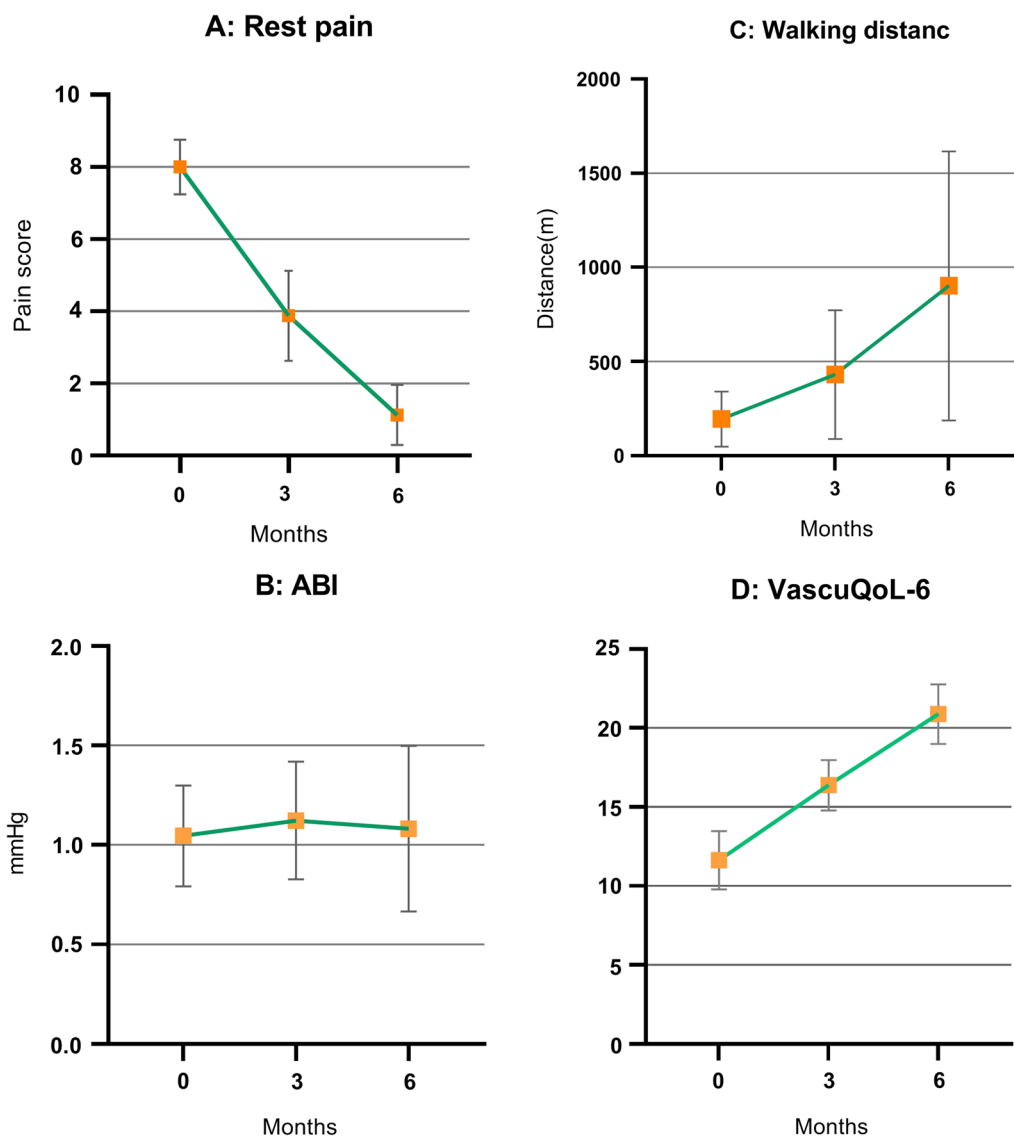 A: Rest pain
10
8
6
4
2
0
Pain score
0 3 6
Months
C: Walking distanc
2000
1500
1000
500
0
Distance(m)
0 3 6
Months
B: ABI
2.0
1.5
1.0
0.5
0.0
mmHg
0 3 6
Months
D: VascuQoL-6
25
20
15
10
5
0
0 3 6
Months